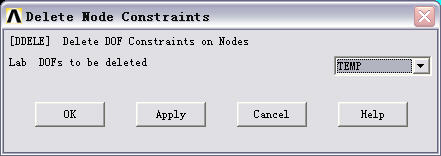 Delete Node Constraints
[DDELE] Delete DOF Constraints on Nodes
Lab DOFs to be deleted TEMP
OK Apply Cancel Help